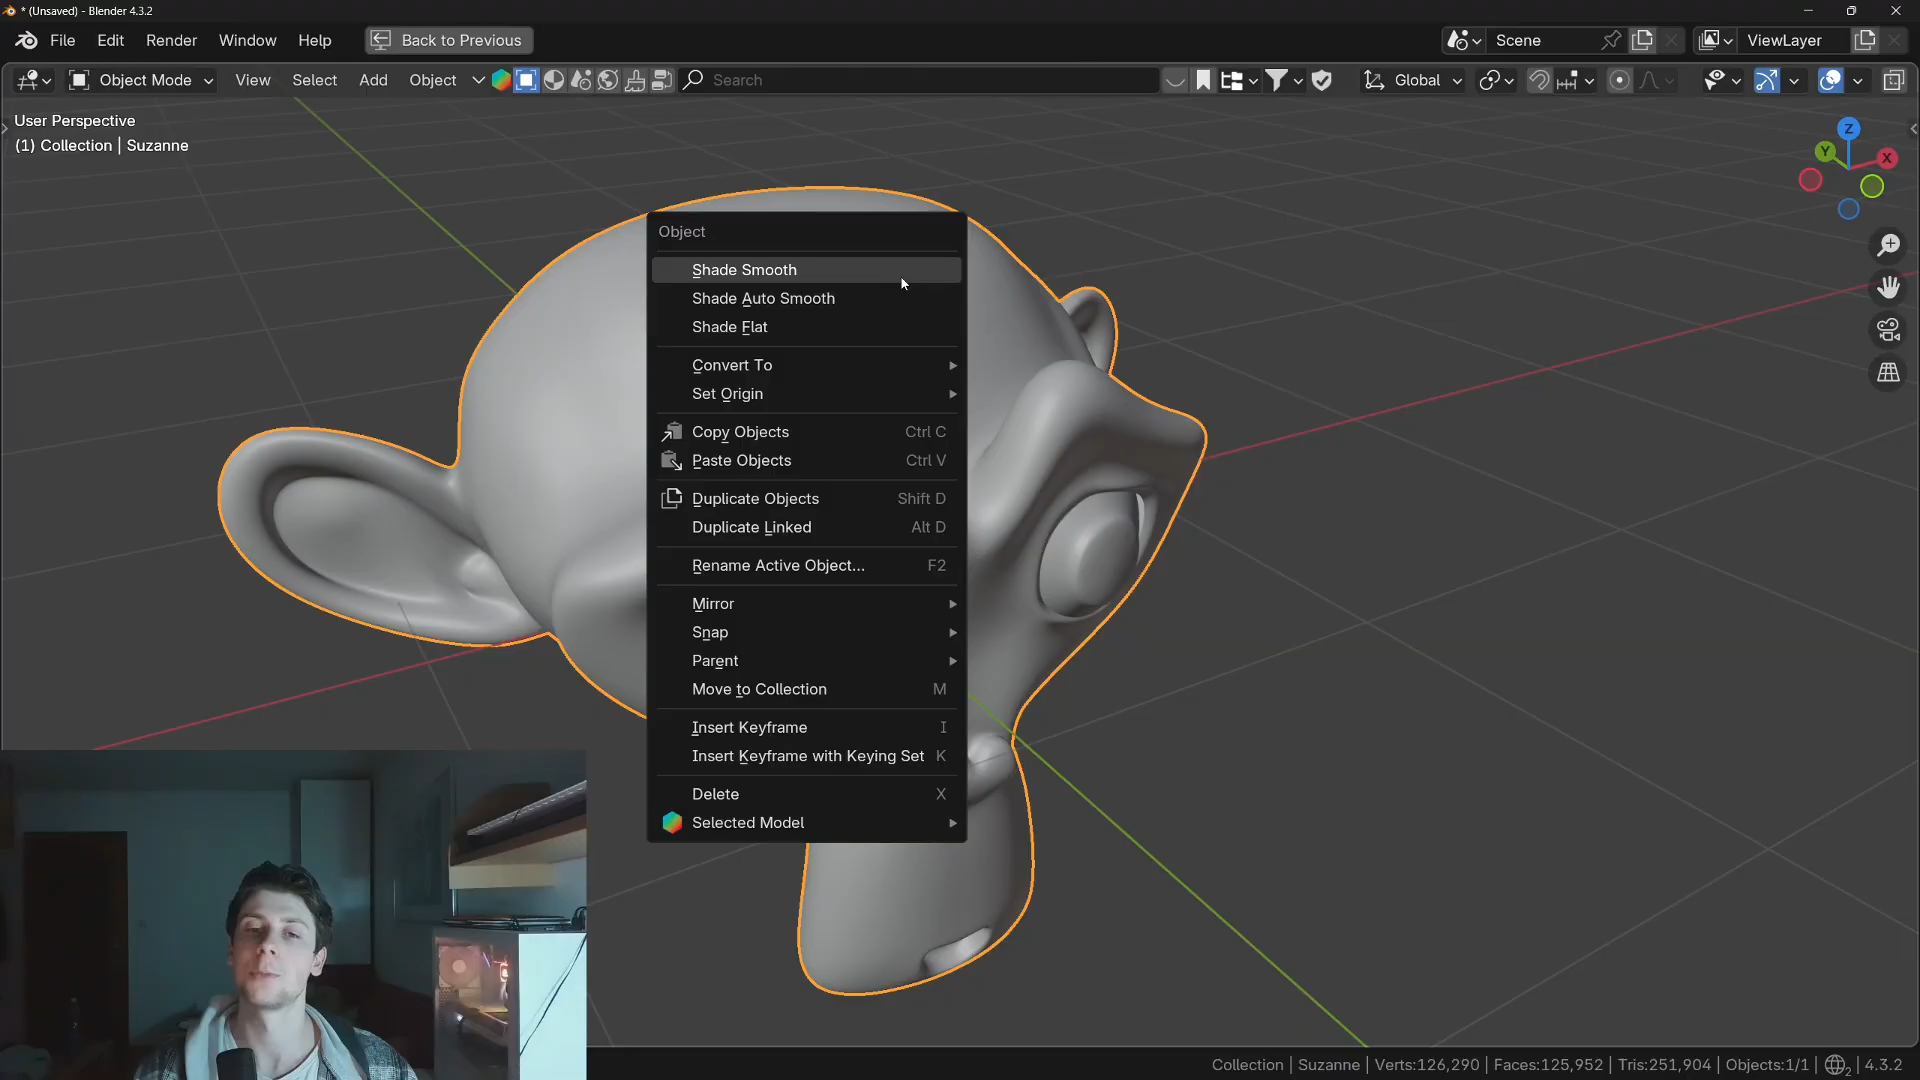 * (Unsaved) - Blender 4.3.2
File Edit Render Window Help Back to Previous Scene ViewLayer
Object Mode View Select Add Object Search Global
User Perspective
(1) Collection | Suzanne
Z
Y
X
Object
Shade Smooth
Shade Auto Smooth
Shade Flat
Convert To
Set Origin
Copy Objects Ctrl C
Paste Objects Ctrl V
Duplicate Objects Shift D
Duplicate Linked Alt D
Rename Active Object... F2
Mirror
Snap
Parent
Move to Collection M
Insert Keyframe I
Insert Keyframe with Keying Set K
Delete X
Selected Model
Collection | Suzanne | Verts:126,290 | Faces:125,952 | Tris:251,904 | Objects:1/1 | 2 | 4.3.2